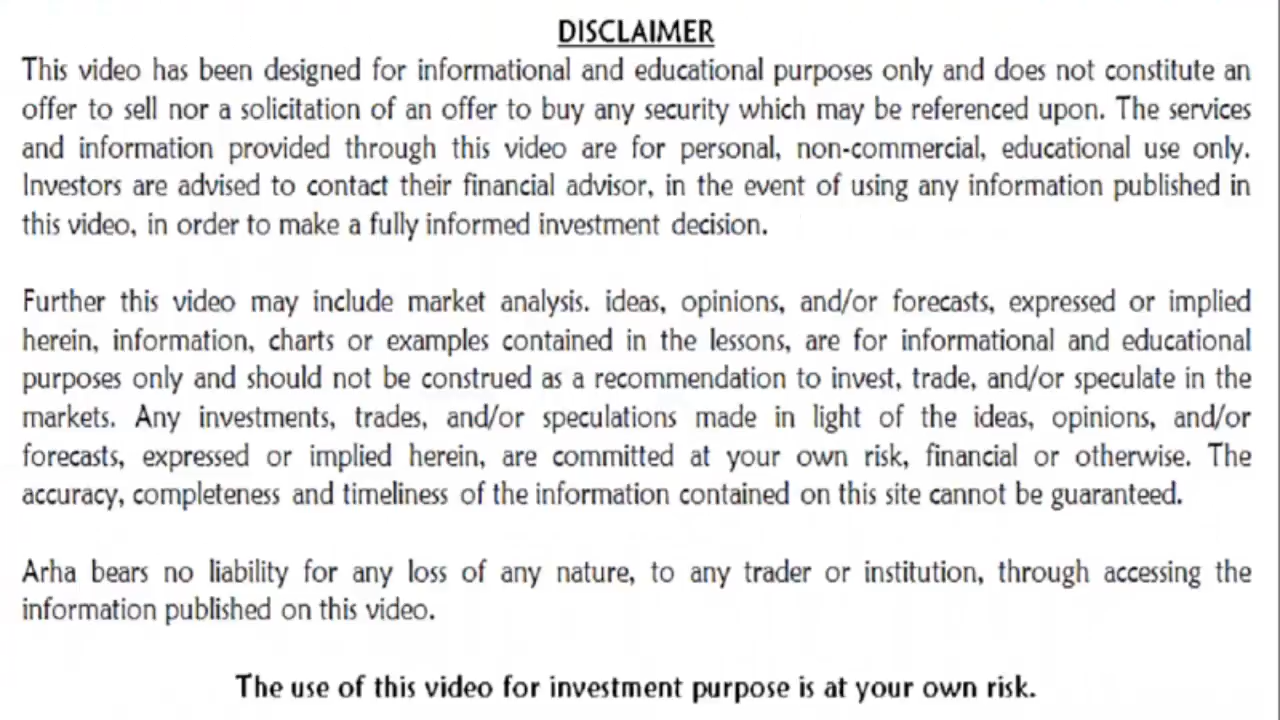 DISCLAIMER
This video has been designed for informational and educational purposes only and does not constitute an
offer to sell nor a solicitation of an offer to buy any security which may be referenced upon. The services
and information provided through this video are for personal, non-commercial, educational use only.
Investors are advised to contact their financial advisor, in the event of using any information published in
this video, in order to make a fully informed investment decision.
Further this video may include market analysis. ideas, opinions, and/or forecasts, expressed or implied
herein, information, charts or examples contained in the lessons, are for informational and educational
purposes only and should not be construed as a recommendation to invest, trade, and/or speculate in the
markets. Any investments, trades, and/or speculations made in light of the ideas, opinions, and/or
forecasts, expressed or implied herein, are committed at your own risk, financial or otherwise. The
accuracy, completeness and timeliness of the information contained on this site cannot be guaranteed.
Arha bears no liability for any loss of any nature, to any trader or institution, through accessing the
information published on this video.
The use of this video for investment purpose is at your own risk.